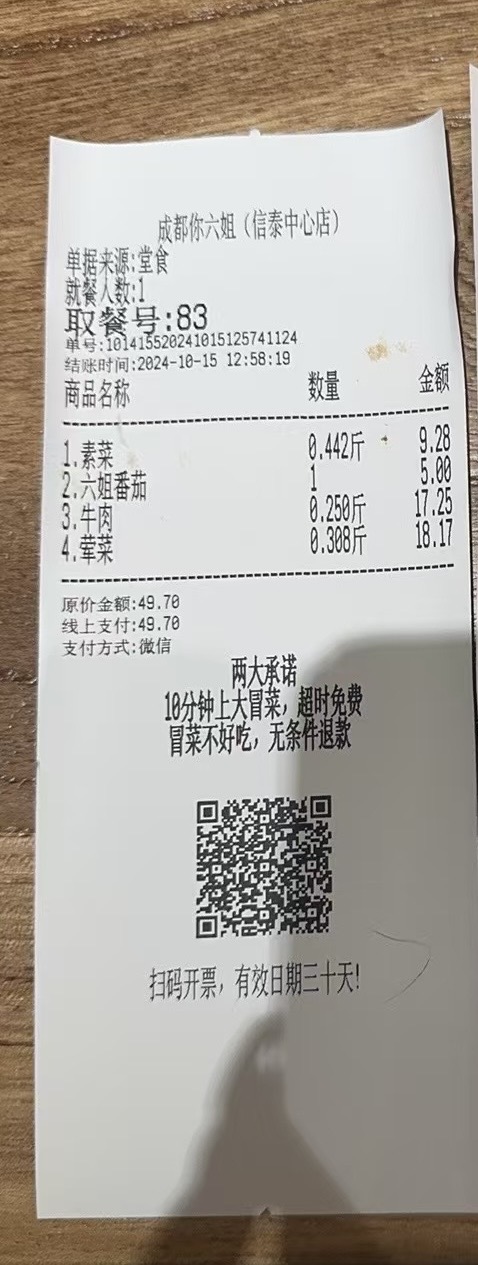 成都你六姐（信泰中心店）
单据来源:堂食
就餐人数:1
取餐号:83
单号:101415520241015125741124
结账时间:2024-10-15 12:58:19
商品名称 数量 金额
1.素菜 0.442斤 9.28
2.六姐番茄 1 5.00
3.牛肉 0.250斤 17.25
4.荤菜 0.308斤 18.17
原价金额:49.70
线上支付:49.70
支付方式:微信
两大承诺
10分钟上大冒菜，超时免费
冒菜不好吃，无条件退款
扫码开票，有效日期三十天!